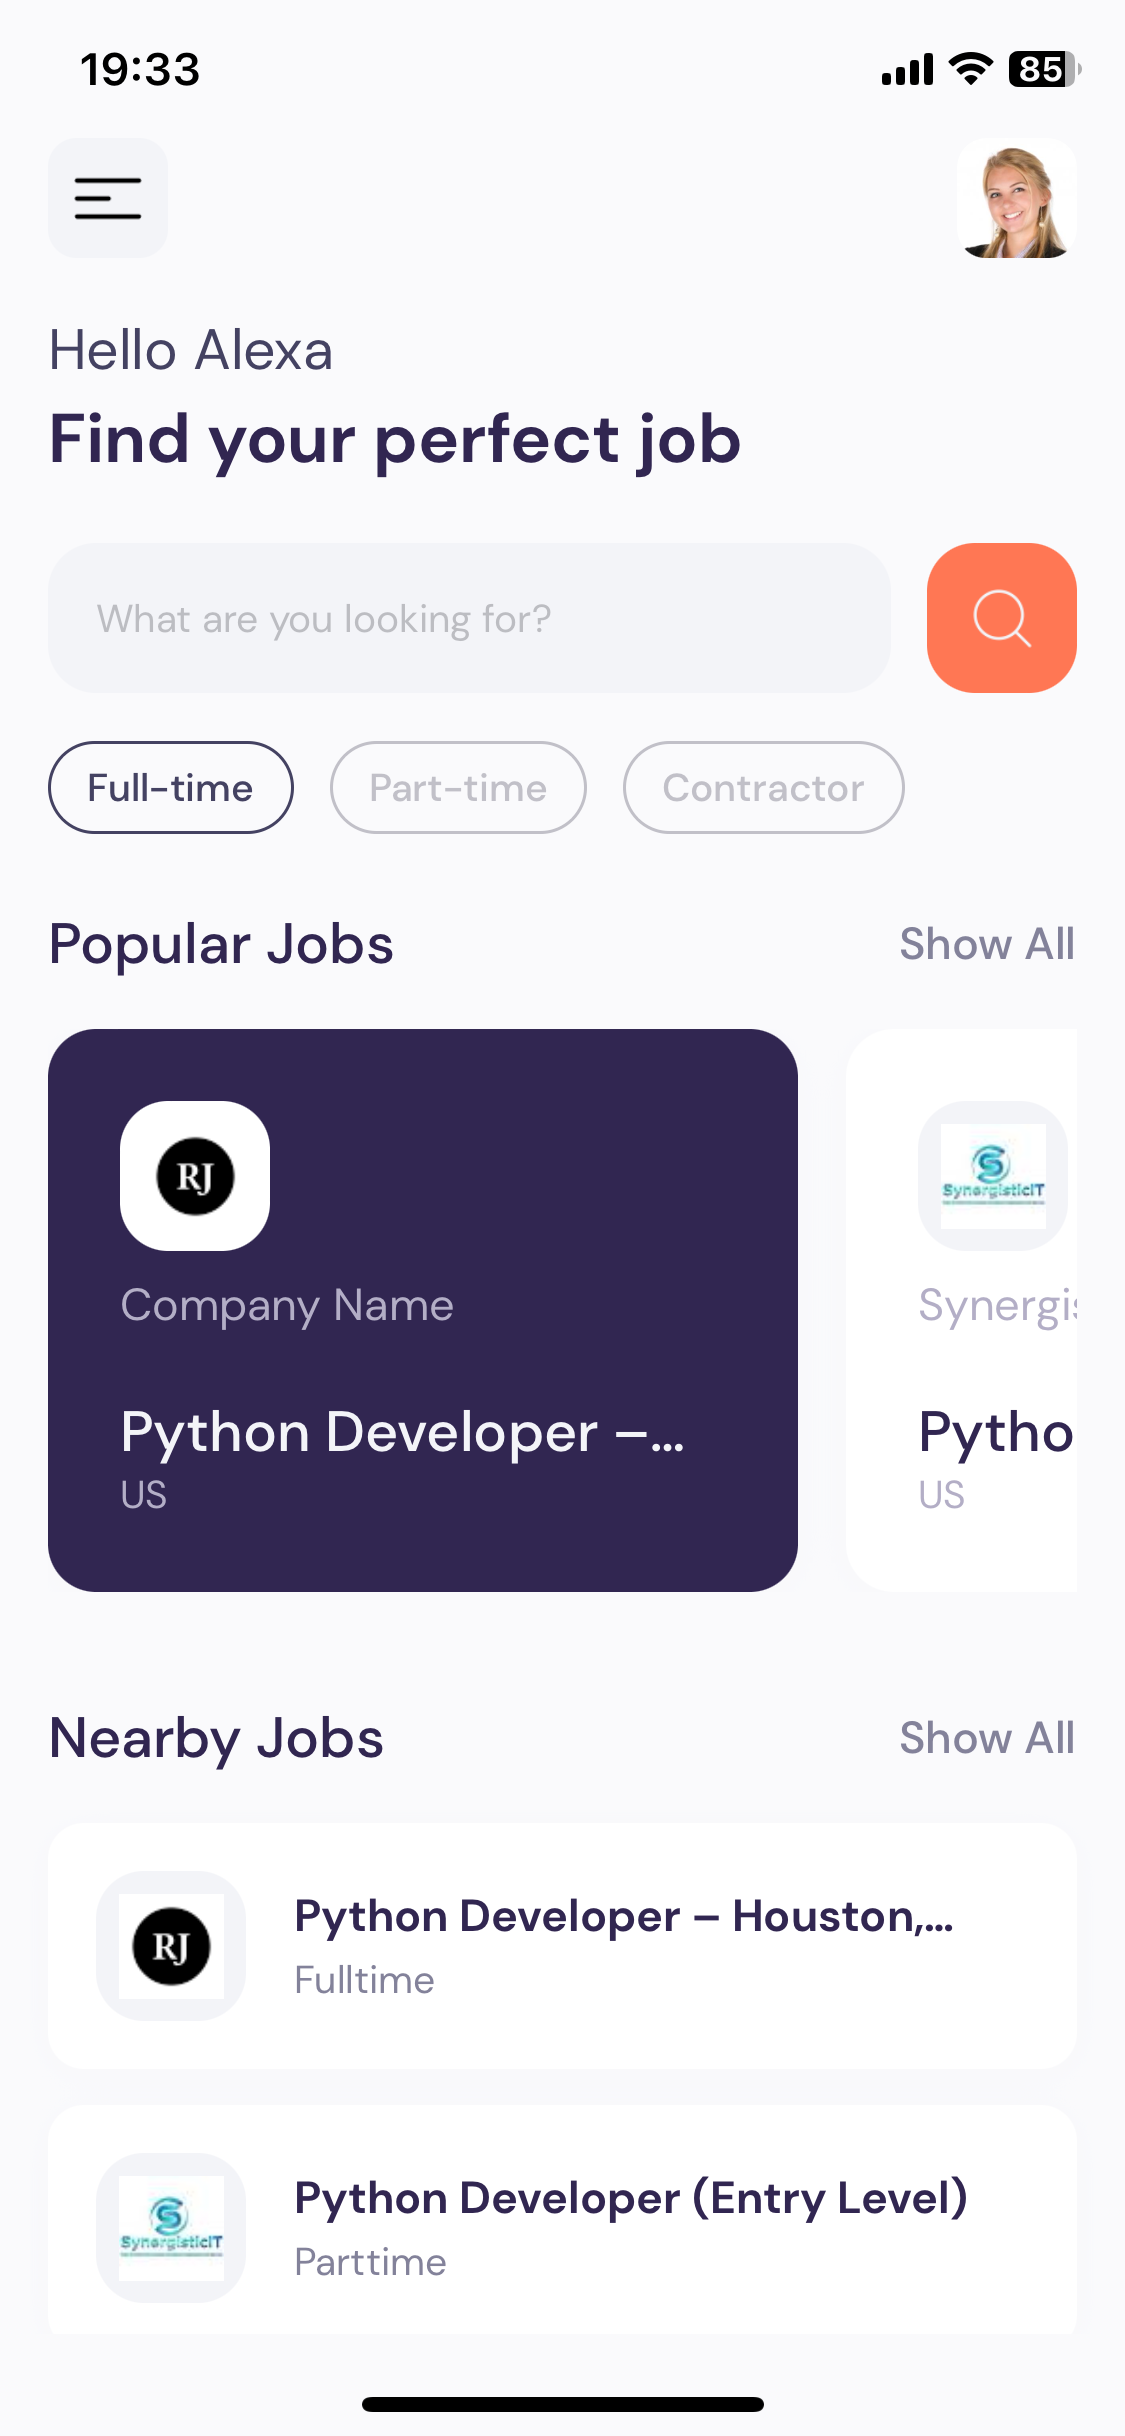 19:33
85
Hello Alexa
Find your perfect job
What are you looking for?
Full-time
Part-time
Contractor
Popular Jobs
Show All
RJ
SynergisticIT
Company Name
Synergis
Python Developer –...
Pytho
US
US
Nearby Jobs
Show All
RJ
Python Developer – Houston,...
Fulltime
SynergisticIT
Python Developer (Entry Level)
Parttime